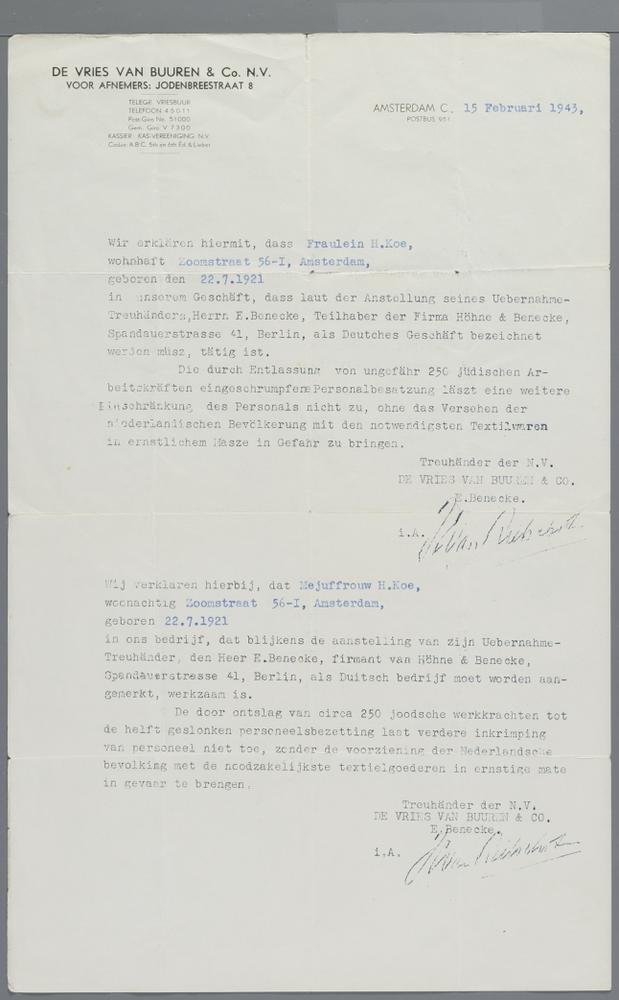 DE VRIES VAN BUUREN & Co. N.V.
VOOR AFNEMERS: JODENBREESTRAAT 8
TELEGR. VRIESBUUR
TELEFOON 45011
Post-Giro No. 51000
Gem. Giro V 7300
KASSIER: KAS-VEREENIGING N.V.
Codes: A.B.C. 5th en 6th Ed. & Lieber
AMSTERDAM C., 15 Februari 1943,
POSTBUS 951
Wir erklären hiermit, dass Fraulein H.Koe,
wohnhaft Zoomstraat 56-I, Amsterdam,
geboren den 22.7.1921
in unserem Geschäft, dass laut der Anstellung seines Uebernahme-
Treuhänders,Herrn E.Benecke, Teilhaber der Firma Höhne & Benecke,
Spandauerstrasse 41, Berlin, als Deutches Geschäft bezeichnet
werden müsz, tätig ist.
Die durch Entlassung von ungefähr 250 jüdischen Ar-
beitskräften eingeschrumpfene Personalbesatzung läszt eine weitere
Einschränkung des Personals nicht zu, ohne das Versehen der
niederländischen Bevölkerung mit den notwendigsten Textilwaren
in ernstlichem Masze in Gefahr zu bringen.
Treuhänder der N.V.
DE VRIES VAN BUUREN & CO.
E.Benecke.
i.A.
Wij verklaren hierbij, dat Mejuffrouw H.Koe,
woonachtig Zoomstraat 56-I, Amsterdam,
geboren 22.7.1921
in ons bedrijf, dat blijkens de aanstelling van zijn Uebernahme-
Treuhänder, den Heer E.Benecke, firmant van Höhne & Benecke,
Spandauerstresse 41, Berlin, als Duitsch bedrijf moet worden aan-
gemerkt, werkzaam is.
De door ontslag van circa 250 joodsche werkkrachten tot
de helft geslonken personeelsbezetting laat verdere inkrimping
van personeel niet toe, zonder de voorziening der Nederlandsche
bevolking met de noodzakelijkste textielgoederen in ernstige mate
in gevaar te brengen.
Treuhänder der N.V.
DE VRIES VAN BUUREN & CO.
E.Benecke.
i.A.